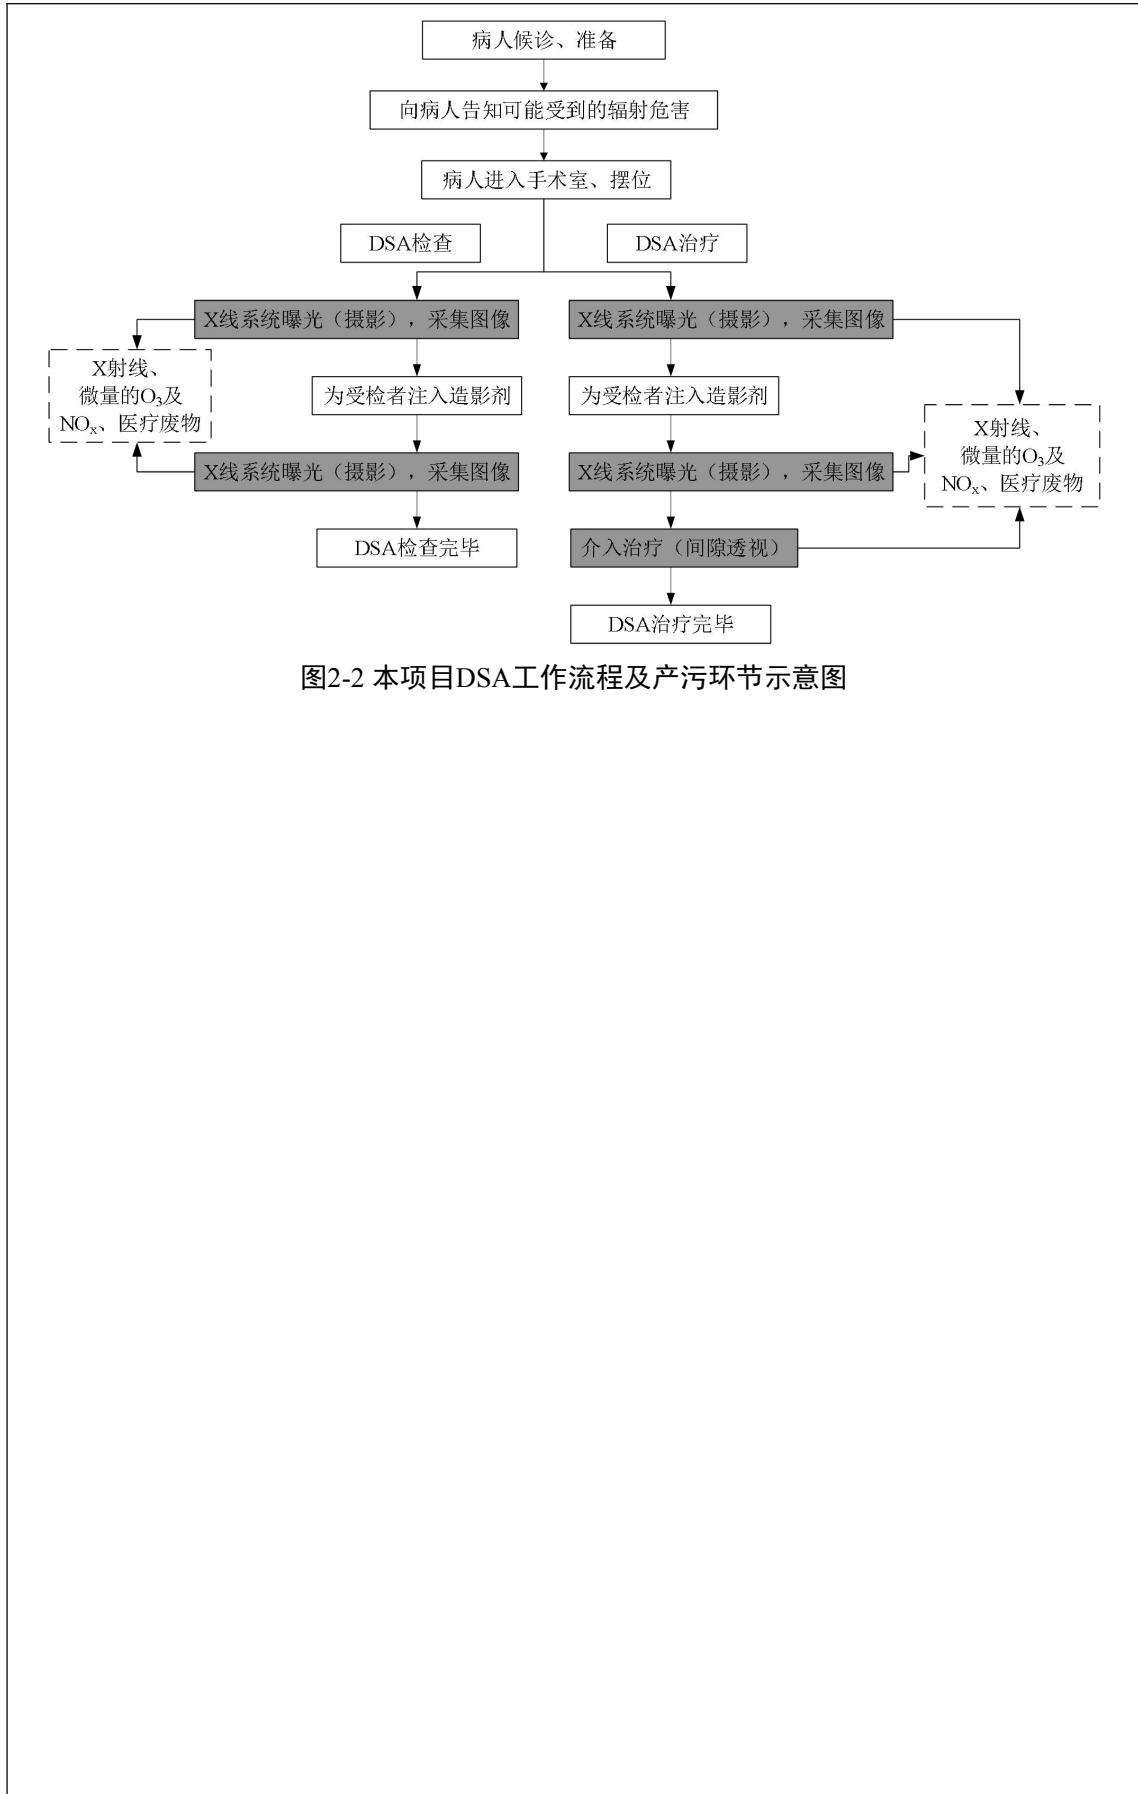 病人候诊、准备
向病人告知可能受到的辐射危害
病人进入手术室、摆位
DSA检查
DSA治疗
X线系统曝光（摄影），采集图像
X线系统曝光（摄影），采集图像
X射线、
微量的O₃及
NOₓ、医疗废物
为受检者注入造影剂
为受检者注入造影剂
X射线、
微量的O₃及
NOₓ、医疗废物
X线系统曝光（摄影），采集图像
X线系统曝光（摄影），采集图像
DSA检查完毕
介入治疗（间隙透视）
DSA治疗完毕
图2-2 本项目DSA工作流程及产污环节示意图